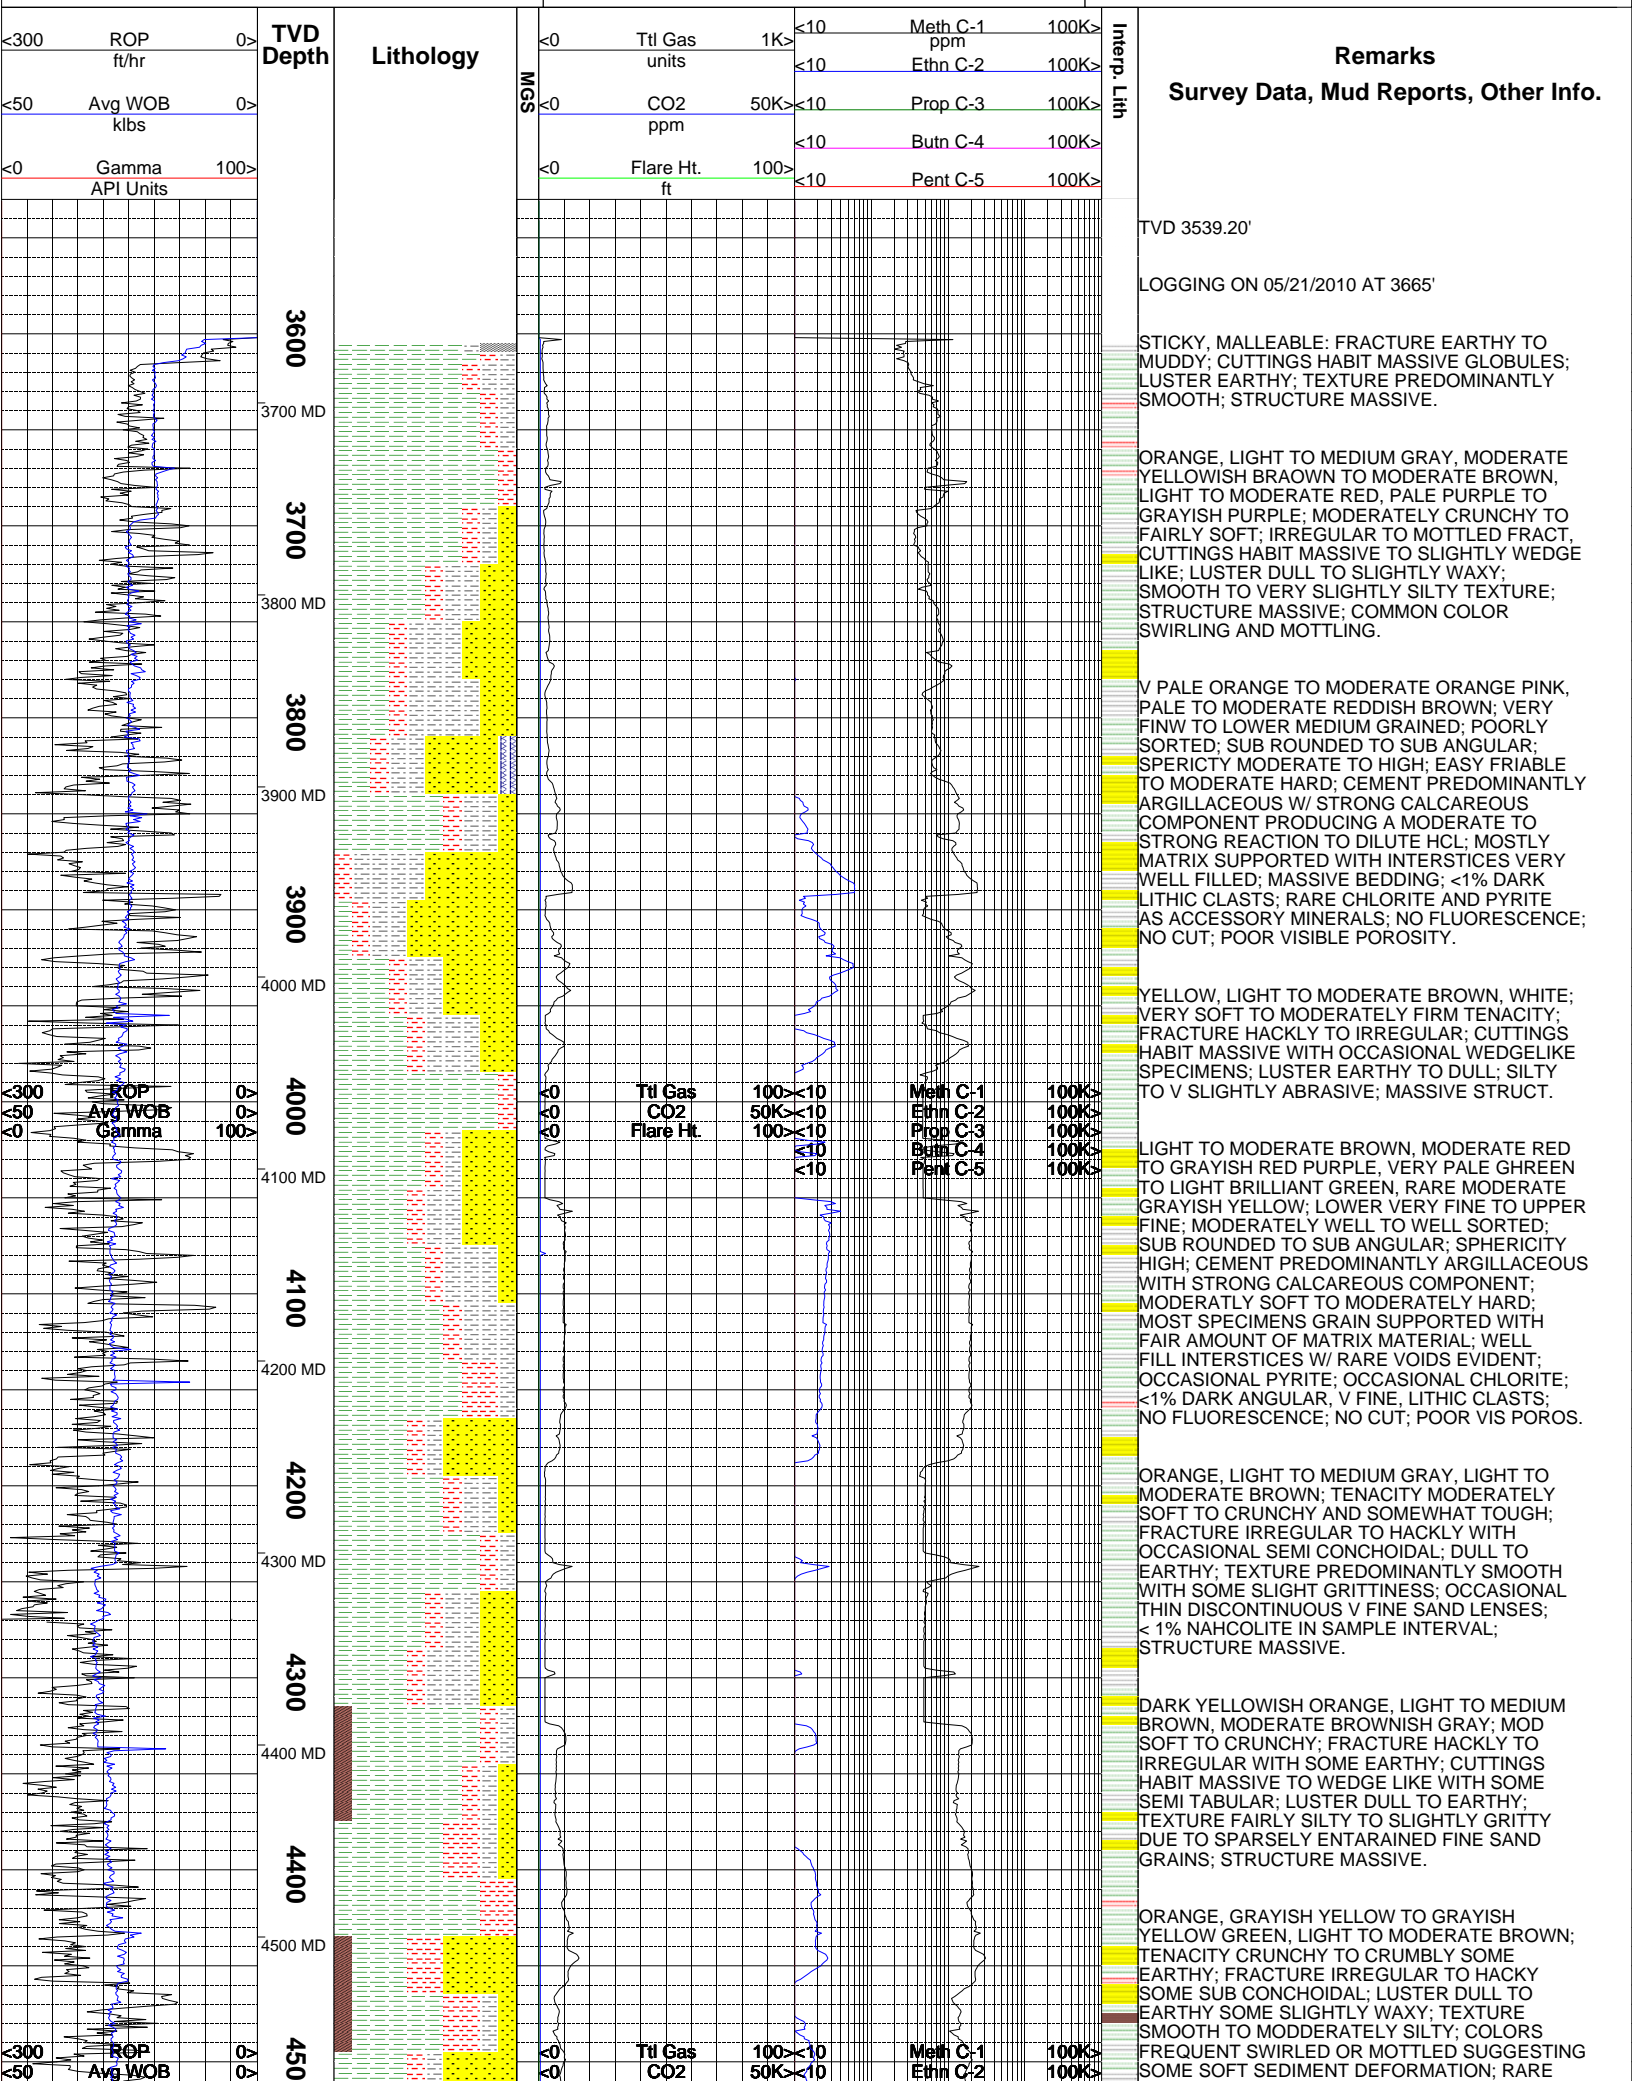 <300 ROP 0>
ft/hr
<50 Avg WOB 0>
klbs
<0 Gamma 100>
API Units
TVD
Depth
Lithology
MGS
<0 Ttl Gas 1K>
units
<0 CO2 50K>
ppm
<0 Flare Ht. 100>
ft
<10 Meth C-1 100K>
ppm
<10 Ethn C-2 100K>
<10 Prop C-3 100K>
<10 Butn C-4 100K>
<10 Pent C-5 100K>
Interp. Lith
Remarks
Survey Data, Mud Reports, Other Info.
3600
3700 MD
3700
3800 MD
3800
3900 MD
3900
4000 MD
<300 ROP 0>
<50 Avg WOB 0>
<0 Gamma 100>
4000
<0 Ttl Gas 100>
<0 CO2 50K>
<0 Flare Ht. 100>
<10 Meth C-1 100K>
<10 Ethn C-2 100K>
<10 Prop C-3 100K>
<10 Butn C-4 100K>
<10 Pent C-5 100K>
4100 MD
4100
4200 MD
4200
4300 MD
4300
4400 MD
4400
4500 MD
450
<300 ROP 0>
<50 Avg WOB 0>
<0 Ttl Gas 100>
<0 CO2 50K>
<10 Meth C-1 100K>
<10 Ethn C-2 100K>
TVD 3539.20'
LOGGING ON 05/21/2010 AT 3665'
STICKY, MALLEABLE: FRACTURE EARTHY TO
MUDDY; CUTTINGS HABIT MASSIVE GLOBULES;
LUSTER EARTHY; TEXTURE PREDOMINANTLY
SMOOTH; STRUCTURE MASSIVE.
ORANGE, LIGHT TO MEDIUM GRAY, MODERATE
YELLOWISH BRAOWN TO MODERATE BROWN,
LIGHT TO MODERATE RED, PALE PURPLE TO
GRAYISH PURPLE; MODERATELY CRUNCHY TO
FAIRLY SOFT; IRREGULAR TO MOTTLED FRACT,
CUTTINGS HABIT MASSIVE TO SLIGHTLY WEDGE
LIKE; LUSTER DULL TO SLIGHTLY WAXY;
SMOOTH TO VERY SLIGHTLY SILTY TEXTURE;
STRUCTURE MASSIVE; COMMON COLOR
SWIRLING AND MOTTLING.
V PALE ORANGE TO MODERATE ORANGE PINK,
PALE TO MODERATE REDDISH BROWN; VERY
FINW TO LOWER MEDIUM GRAINED; POORLY
SORTED; SUB ROUNDED TO SUB ANGULAR;
SPERICTY MODERATE TO HIGH; EASY FRIABLE
TO MODERATE HARD; CEMENT PREDOMINANTLY
ARGILLACEOUS W/ STRONG CALCAREOUS
COMPONENT PRODUCING A MODERATE TO
STRONG REACTION TO DILUTE HCL; MOSTLY
MATRIX SUPPORTED WITH INTERSTICES VERY
WELL FILLED; MASSIVE BEDDING; <1% DARK
LITHIC CLASTS; RARE CHLORITE AND PYRITE
AS ACCESSORY MINERALS; NO FLUORESCENCE;
NO CUT; POOR VISIBLE POROSITY.
YELLOW, LIGHT TO MODERATE BROWN, WHITE;
VERY SOFT TO MODERATELY FIRM TENACITY;
FRACTURE HACKLY TO IRREGULAR; CUTTINGS
HABIT MASSIVE WITH OCCASIONAL WEDGELIKE
SPECIMENS; LUSTER EARTHY TO DULL; SILTY
TO V SLIGHTLY ABRASIVE; MASSIVE STRUCT.
LIGHT TO MODERATE BROWN, MODERATE RED
TO GRAYISH RED PURPLE, VERY PALE GHREEN
TO LIGHT BRILLIANT GREEN, RARE MODERATE
GRAYISH YELLOW; LOWER VERY FINE TO UPPER
FINE; MODERATELY WELL TO WELL SORTED;
SUB ROUNDED TO SUB ANGULAR; SPHERICITY
HIGH; CEMENT PREDOMINANTLY ARGILLACEOUS
WITH STRONG CALCAREOUS COMPONENT;
MODERATLY SOFT TO MODERATELY HARD;
MOST SPECIMENS GRAIN SUPPORTED WITH
FAIR AMOUNT OF MATRIX MATERIAL; WELL
FILL INTERSTICES W/ RARE VOIDS EVIDENT;
OCCASIONAL PYRITE; OCCASIONAL CHLORITE;
<1% DARK ANGULAR, V FINE, LITHIC CLASTS;
NO FLUORESCENCE; NO CUT; POOR VIS POROS.
ORANGE, LIGHT TO MEDIUM GRAY, LIGHT TO
MODERATE BROWN; TENACITY MODERATELY
SOFT TO CRUNCHY AND SOMEWHAT TOUGH;
FRACTURE IRREGULAR TO HACKLY WITH
OCCASIONAL SEMI CONCHOIDAL; DULL TO
EARTHY; TEXTURE PREDOMINANTLY SMOOTH
WITH SOME SLIGHT GRITTINESS; OCCASIONAL
THIN DISCONTINUOUS V FINE SAND LENSES;
< 1% NAHCOLITE IN SAMPLE INTERVAL;
STRUCTURE MASSIVE.
DARK YELLOWISH ORANGE, LIGHT TO MEDIUM
BROWN, MODERATE BROWNISH GRAY; MOD
SOFT TO CRUNCHY; FRACTURE HACKLY TO
IRREGULAR WITH SOME EARTHY; CUTTINGS
HABIT MASSIVE TO WEDGE LIKE WITH SOME
SEMI TABULAR; LUSTER DULL TO EARTHY;
TEXTURE FAIRLY SILTY TO SLIGHTLY GRITTY
DUE TO SPARSELY ENTARAINED FINE SAND
GRAINS; STRUCTURE MASSIVE.
ORANGE, GRAYISH YELLOW TO GRAYISH
YELLOW GREEN, LIGHT TO MODERATE BROWN;
TENACITY CRUNCHY TO CRUMBLY SOME
EARTHY; FRACTURE IRREGULAR TO HACKY
SOME SUB CONCHOIDAL; LUSTER DULL TO
EARTHY SOME SLIGHTLY WAXY; TEXTURE
SMOOTH TO MODDERATELY SILTY; COLORS
FREQUENT SWIRLED OR MOTTLED SUGGESTING
SOME SOFT SEDIMENT DEFORMATION; RARE